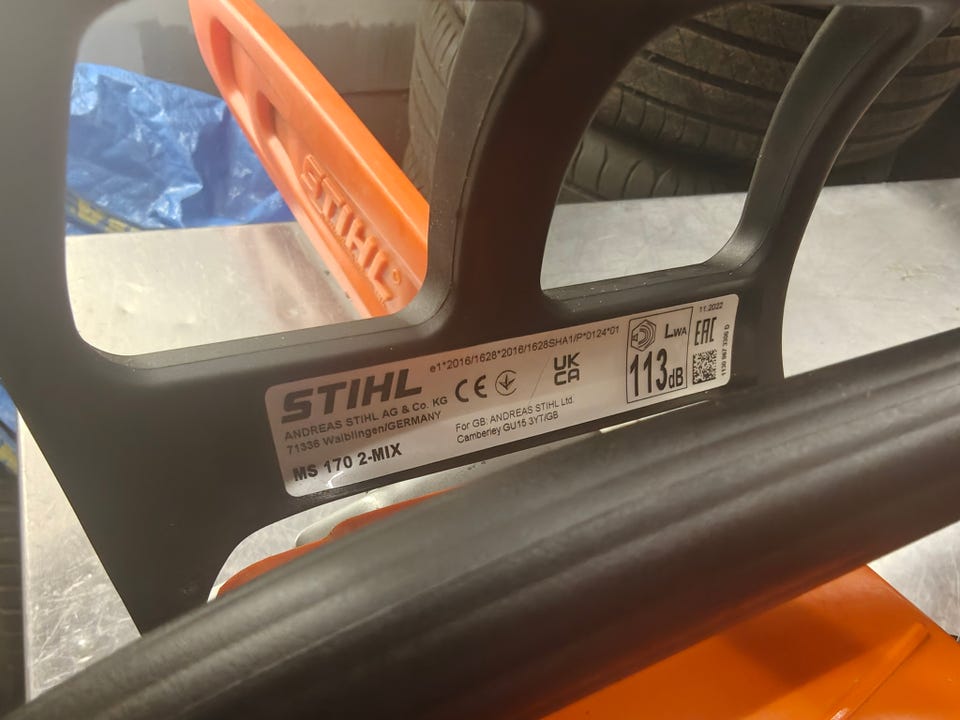 STIHL
STIHL
e1*2016/1628*2016/1628SHA1/P*0124*01
ANDREAS STIHL AG & Co. KG
71336 Waiblingen/GERMANY
MS 170 2-MIX
CE
UK
CA
For GB: ANDREAS STIHL Ltd.
Camberley GU15 3YT/GB
LWA
113dB
11.2022
EAC